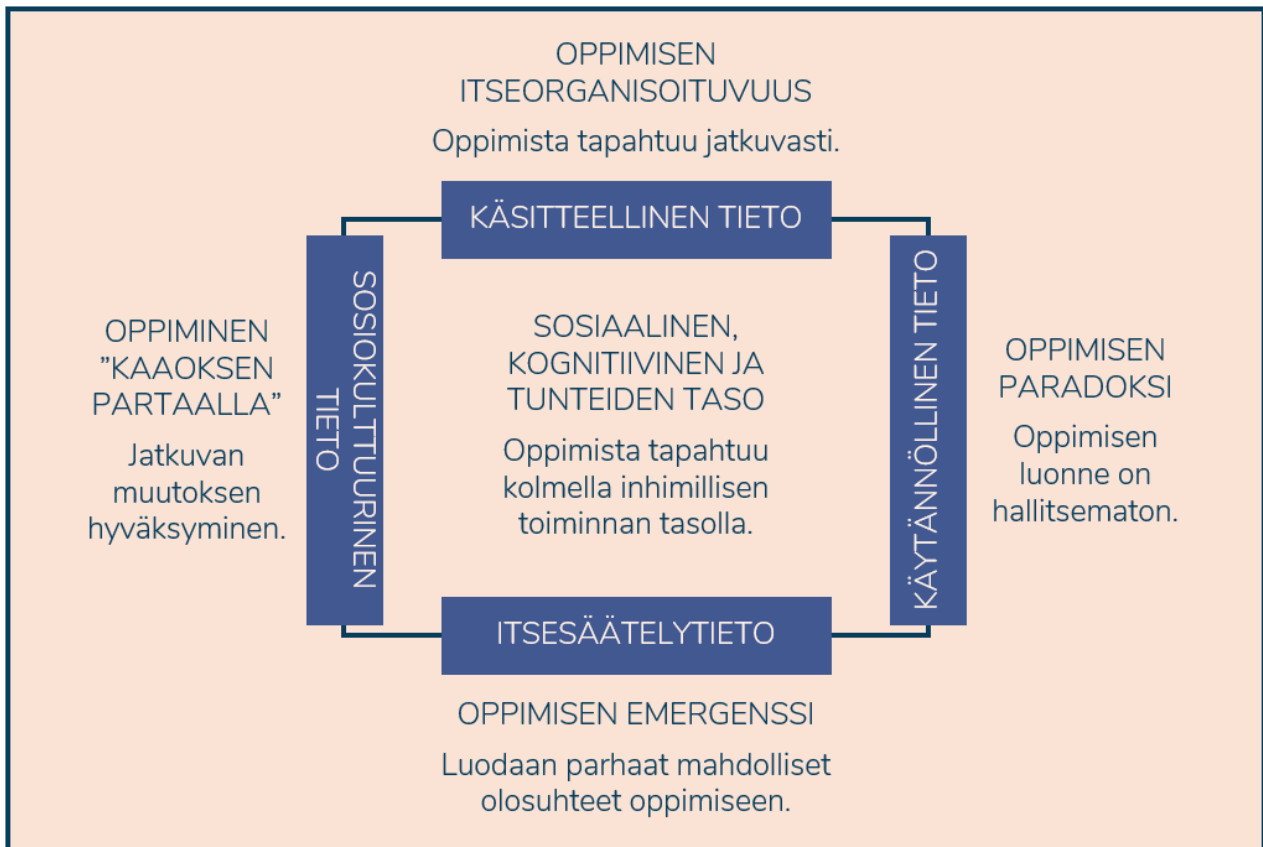 OPPIMISEN
ITSEORGANISOITUVUUS
Oppimista tapahtuu jatkuvasti.
KÄSITTEELLINEN TIETO
OPPIMINEN
”KAAOKSEN
PARTAALLA”
Jatkuvan
muutoksen
hyväksyminen.
SOSIOKULTTUURINEN
TIETO
SOSIAALINEN,
KOGNITIIVINEN JA
TUNTEIDEN TASO
Oppimista tapahtuu
kolmella inhimillisen
toiminnan tasolla.
KÄYTÄNNÖLLINEN TIETO
OPPIMISEN
PARADOKSI
Oppimisen
luonne on
hallitsematon.
ITSESÄÄTELYTIETO
OPPIMISEN EMERGENSSI
Luodaan parhaat mahdolliset
olosuhteet oppimiseen.